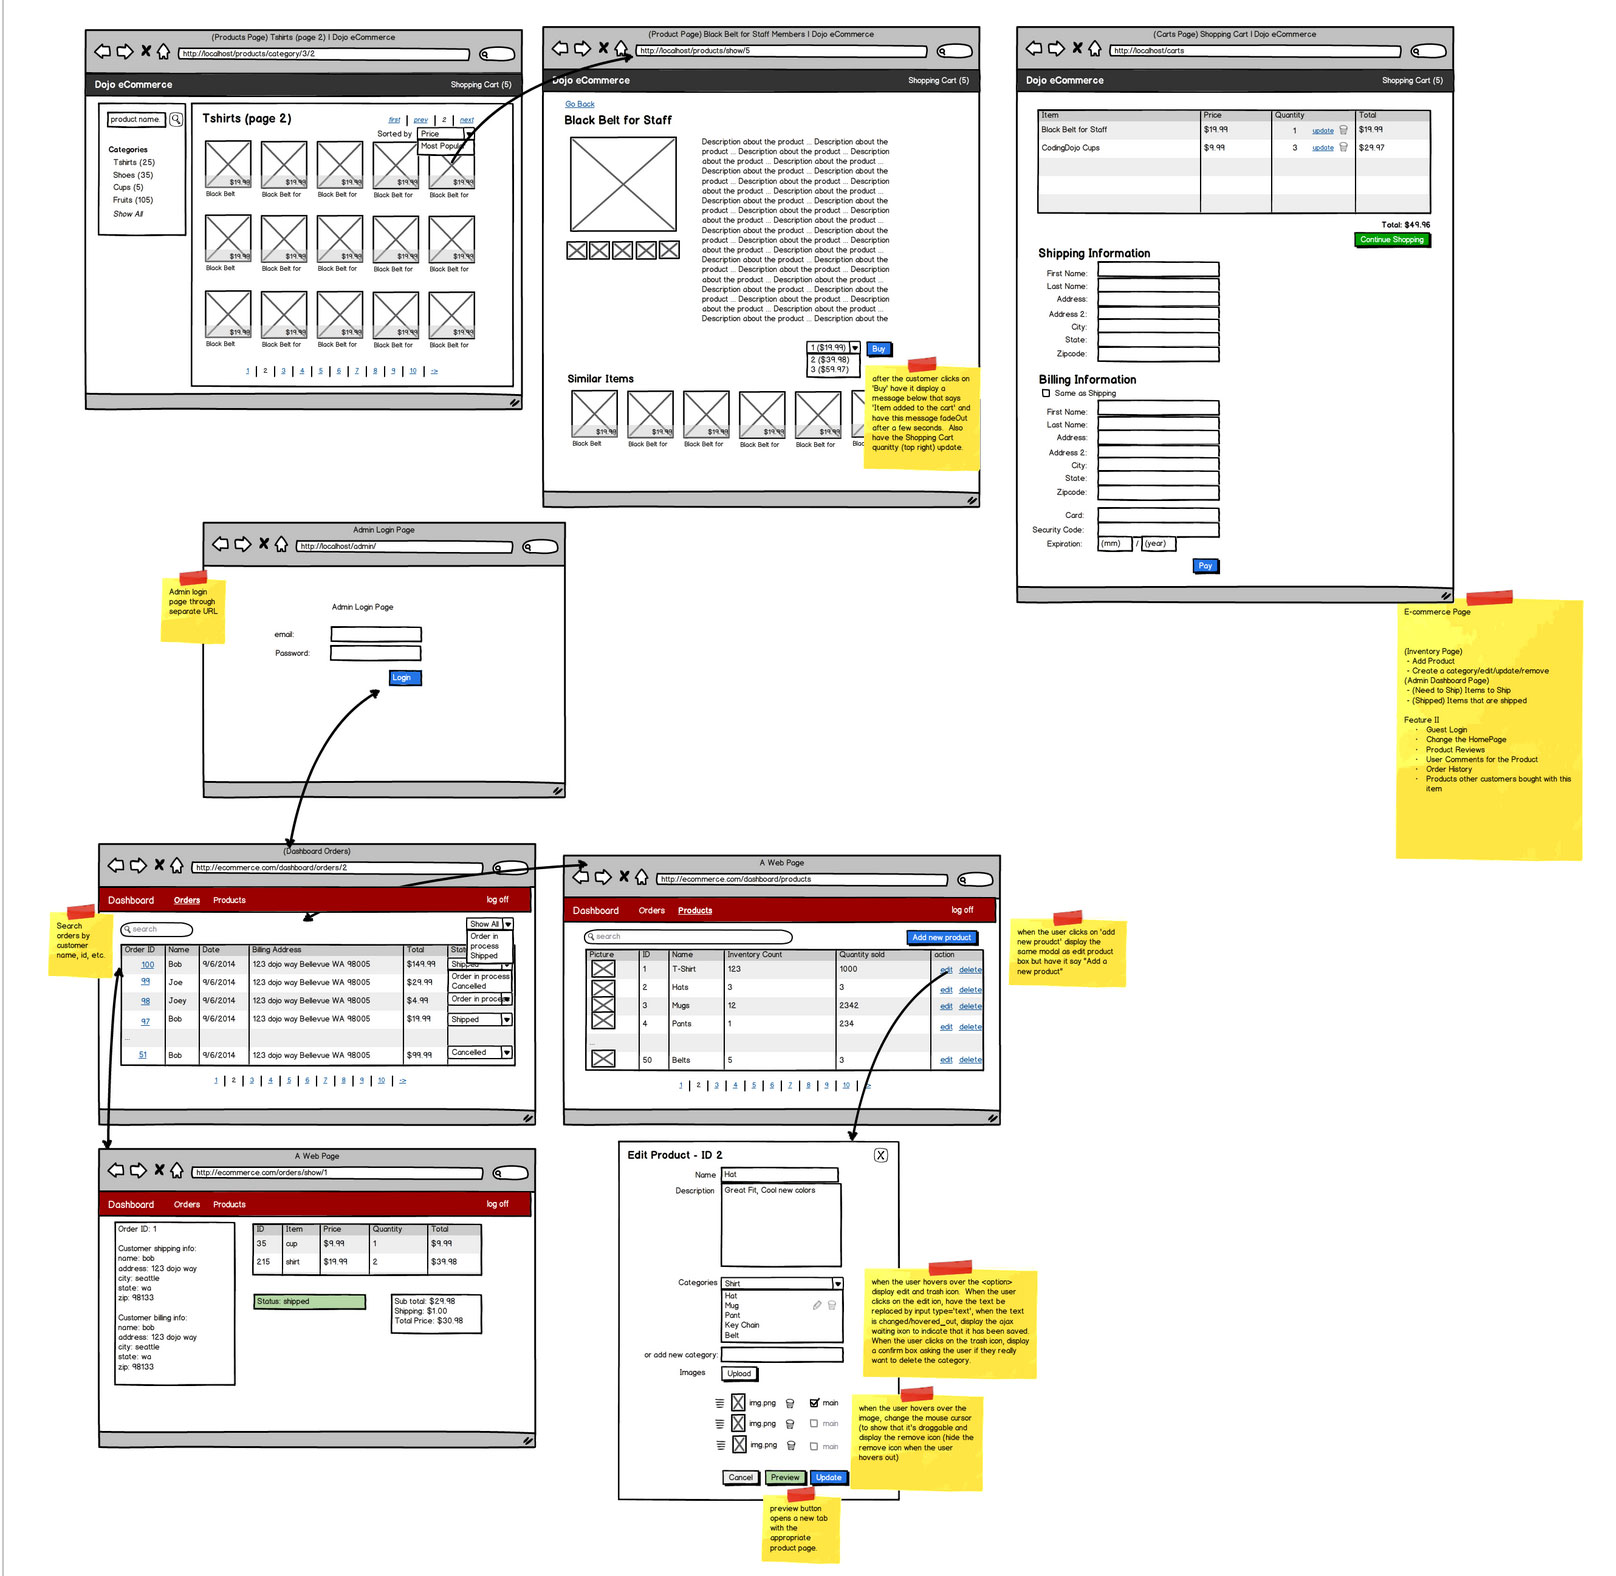 (Products Page) Tshirts (page 2) | Dojo eCommerce
http://localhost/products/category/3/2
Dojo eCommerce
Shopping Cart (5)
product name.
Categories
Tshirts (25)
Shoes (35)
Cups (5)
Fruits (105)
Show All
Tshirts (page 2)
first | prev | 2 | next
Sorted by Price
Most Popular
$19.99 $19.99 $19.99 $19.99
Black Belt Black Belt for Black Belt for Black Belt for Black Belt for
$19.99 $19.99 $19.99 $19.99 $19.99
Black Belt Black Belt for Black Belt for Black Belt for Black Belt for
$19.99 $19.99 $19.99 $19.99 $19.99
Black Belt Black Belt for Black Belt for Black Belt for Black Belt for
1 | 2 | 3 | 4 | 5 | 6 | 7 | 8 | 9 | 10 | ->
(Product Page) Black Belt for Staff Members | Dojo eCommerce
http://localhost/products/show/5
Dojo eCommerce
Shopping Cart (5)
Go Back
Black Belt for Staff
Description about the product ... Description about the
product ... Description about the product ... Description
about the product ... Description about the product ...
Description about the product ... Description about the
product ... Description about the product ... Description
about the product ... Description about the product ...
Description about the product ... Description about the
product ... Description about the product ... Description
about the product ... Description about the product ...
Description about the product ... Description about the
product ... Description about the product ... Description
about the product ... Description about the product ...
Description about the product ... Description about the
product ... Description about the product ... Description
about the product ... Description about the product ...
Description about the product ... Description about the
product ... Description about the product ... Description
about the product ... Description about the product ...
Description about the product ... Description about the
1 ($19.99)
2 ($39.98)
3 ($59.97)
Buy
Similar Items
$19.99 $19.99 $19.99 $19.99 $19.99
Black Belt Black Belt for Black Belt for Black Belt for Black Belt for
after the customer clicks on
'Buy' have it display a
message below that says
'Item added to the cart' and
have this message fadeOut
after a few seconds. Also
have the Shopping Cart
quanitty (top right) update.
(Carts Page) Shopping Cart | Dojo eCommerce
http://localhost/carts
Dojo eCommerce
Shopping Cart (5)
Item Price Quantity Total
Black Belt for Staff $19.99 1 update $19.99
CodingDojo Cups $9.99 3 update $29.97
Total: $49.96
Continue Shopping
Shipping Information
First Name:
Last Name:
Address:
Address 2:
City:
State:
Zipcode:
Billing Information
Same as Shipping
First Name:
Last Name:
Address:
Address 2:
City:
State:
Zipcode:
Card:
Security Code:
Expiration: (mm) / (year)
Pay
E-commerce Page
(Inventory Page)
- Add Product
- Create a category/edit/update/remove
(Admin Dashboard Page)
- (Need to Ship) Items to Ship
- (Shipped) Items that are shipped
Feature II
· Guest Login
· Change the HomePage
· Product Reviews
· User Comments for the Product
· Order History
· Products other customers bought with this
item
Admin Login Page
http://localhost/admin/
Admin login
page through
separate URL
Admin Login Page
email:
Password:
Login
(Dashboard Orders)
http://ecommerce.com/dashboard/orders/2
Dashboard Orders Products log off
Search
orders by
customer
name, id, etc.
search
Show All
Order in
process
Shipped
Order ID Name Date Billing Address Total
100 Bob 9/6/2014 123 dojo way Bellevue WA 98005 $149.99 Shipped
99 Joe 9/6/2014 123 dojo way Bellevue WA 98005 $29.99 Order in process
Cancelled
98 Joey 9/6/2014 123 dojo way Bellevue WA 98005 $4.99 Order in process
97 Bob 9/6/2014 123 dojo way Bellevue WA 98005 $19.99 Shipped
...
51 Bob 9/6/2014 123 dojo way Bellevue WA 98005 $99.99 Cancelled
1 | 2 | 3 | 4 | 5 | 6 | 7 | 8 | 9 | 10 | ->
A Web Page
http://ecommerce.com/dashboard/products
Dashboard Orders Products log off
search
Add new product
Picture ID Name Inventory Count Quantity sold action
1 T-Shirt 123 1000 edit delete
2 Hats 3 3 edit delete
3 Mugs 12 2342 edit delete
4 Pants 1 234 edit delete
...
50 Belts 5 3 edit delete
1 | 2 | 3 | 4 | 5 | 6 | 7 | 8 | 9 | 10 | ->
when the user clicks on 'add
new proudct' display the
same modal as edit product
box but have it say "Add a
new product"
A Web Page
http://ecommerce.com/orders/show/1
Dashboard Orders Products log off
Order ID: 1
Customer shipping info:
name: bob
address: 123 dojo way
city: seattle
state: wa
zip: 98133
Customer billing info:
name: bob
address: 123 dojo way
city: seattle
state: wa
zip: 98133
ID Item Price Quantity Total
35 cup $9.99 1 $9.99
215 shirt $19.99 2 $39.98
Status: shipped
Sub total: $29.98
Shipping: $1.00
Total Price: $30.98
Edit Product - ID 2
X
Name Hat
Description Great Fit, Cool new colors
Categories Shirt
Hat
Mug
Pant
Key Chain
Belt
or add new category:
Images Upload
img.png main
img.png main
img.png main
Cancel Preview Update
when the user hovers over the <option>
display edit and trash icon. When the user
clicks on the edit ion, have the text be
replaced by input type='text', when the text
is changed/hovered_out, display the ajax
waiting ixon to indicate that it has been saved.
When the user clicks on the trash icon, display
a confirm box asking the user if they really
want to delete the category.
when the user hovers over the
image, change the mouse cursor
(to show that it's draggable and
display the remove icon (hide the
remove icon when the user
hovers out)
preview button
opens a new tab
with the
appropriate
product page.